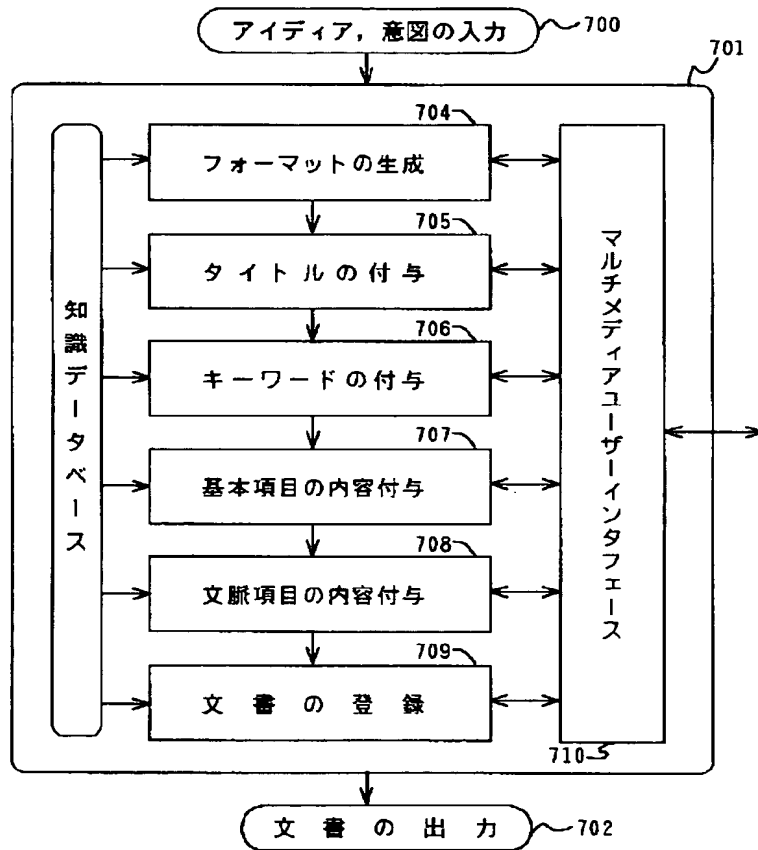 アイディア，意図の入力
700
701
704
フォーマットの生成
705
タイトルの付与
706
キーワードの付与
707
基本項目の内容付与
708
文脈項目の内容付与
709
文書の登録
知識データベース
マルチメディアユーザーインタフェース
710
文書の出力
702